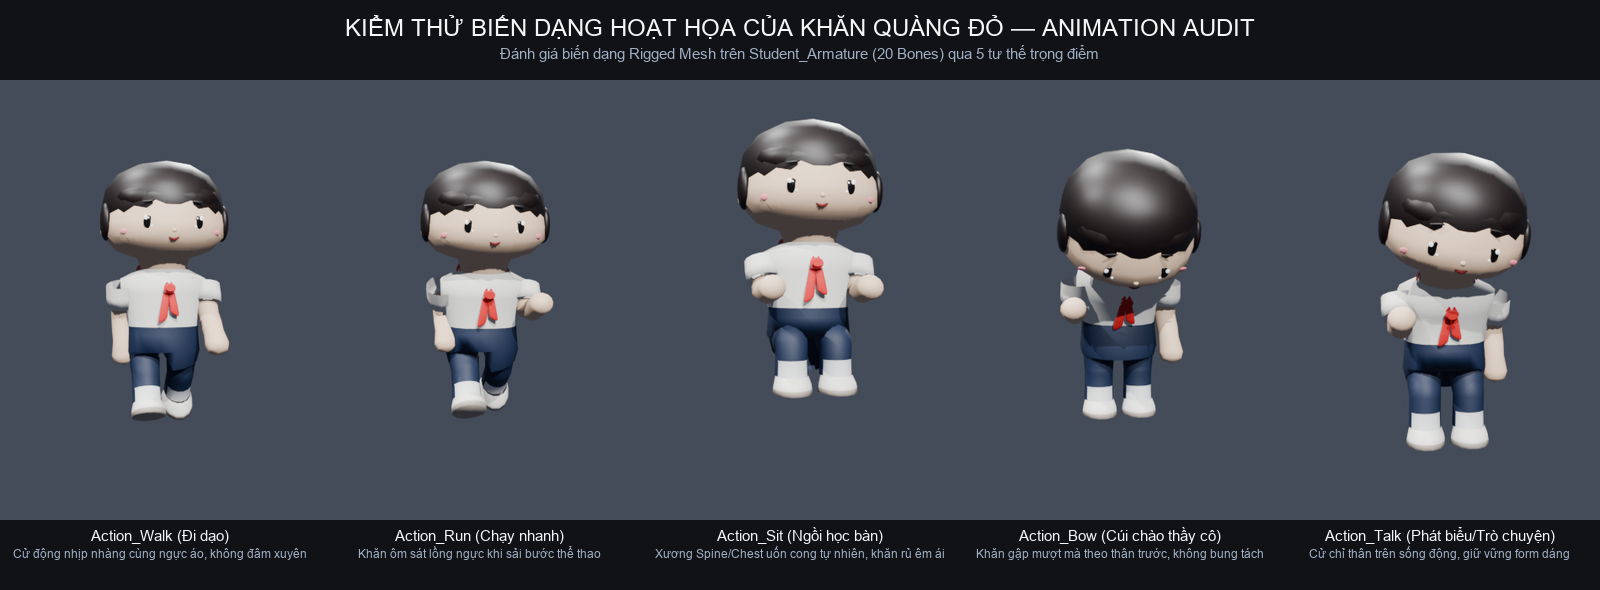 KIỂM THỬ BIẾN DẠNG HOẠT HỌA CỦA KHĂN QUÀNG ĐỎ — ANIMATION AUDIT
Đánh giá biến dạng Rigged Mesh trên Student_Armature (20 Bones) qua 5 tư thế trọng điểm
Action_Walk (Đi dạo)
Cử động nhịp nhàng cùng ngực áo, không đâm xuyên
Action_Run (Chạy nhanh)
Khăn ôm sát lồng ngực khi sải bước thể thao
Action_Sit (Ngồi học bàn)
Xương Spine/Chest uốn cong tự nhiên, khăn rủ êm ái
Action_Bow (Cúi chào thầy cô)
Khăn gập mượt mà theo thân trước, không bung tách
Action_Talk (Phát biểu/Trò chuyện)
Cử chỉ thân trên sống động, giữ vững form dáng